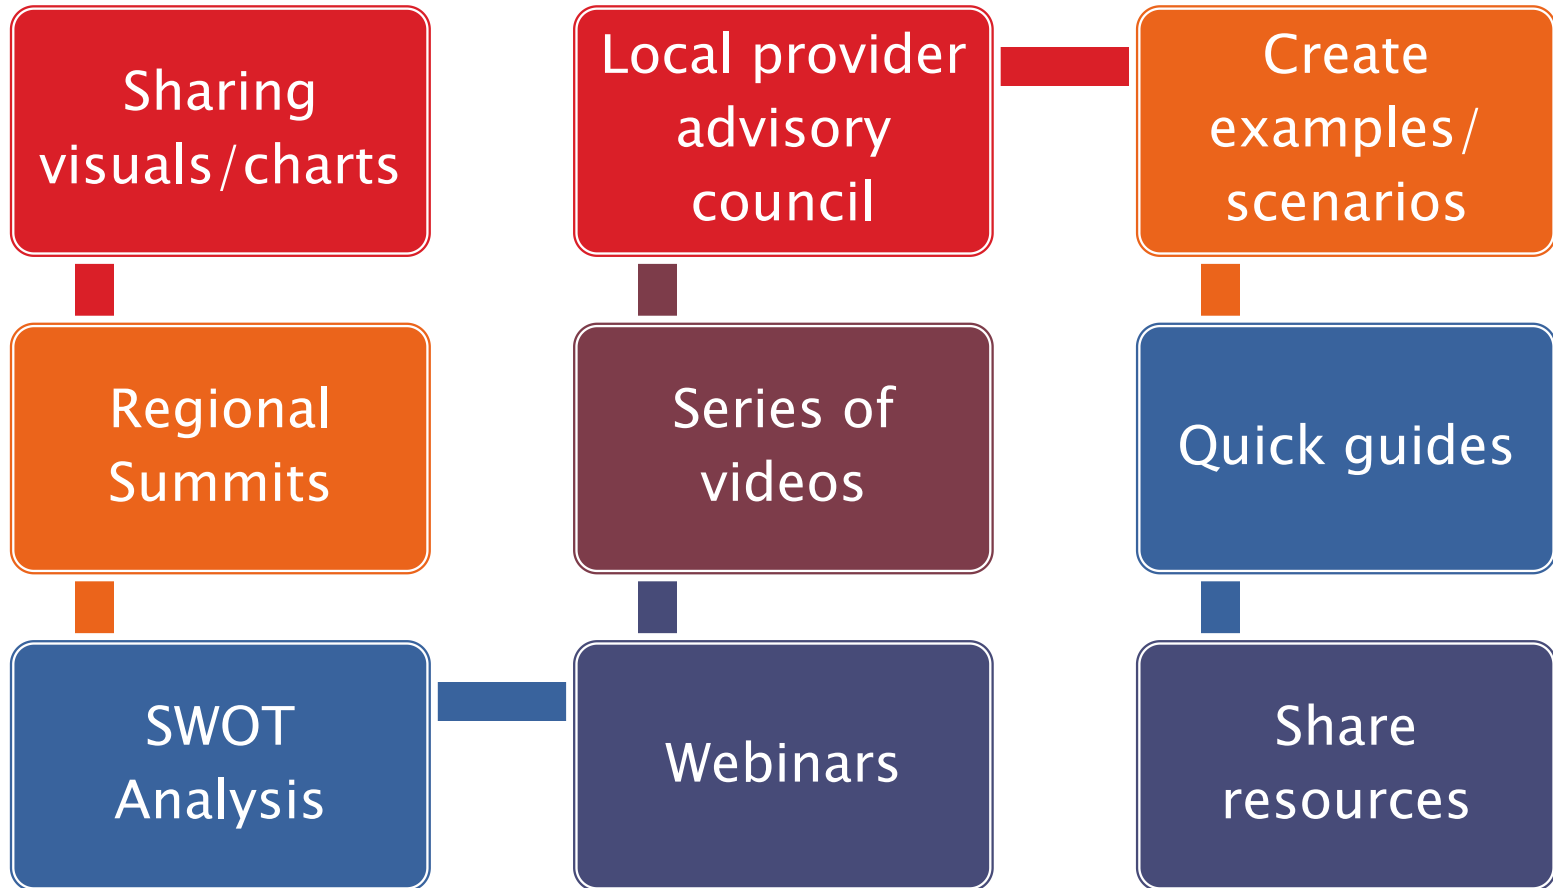 Sharing
visuals/charts
Regional
Summits
SWOT
Analysis
Webinars
Series of
videos
Local provider
advisory
council
Create
examples/
scenarios
Quick guides
Share
resources